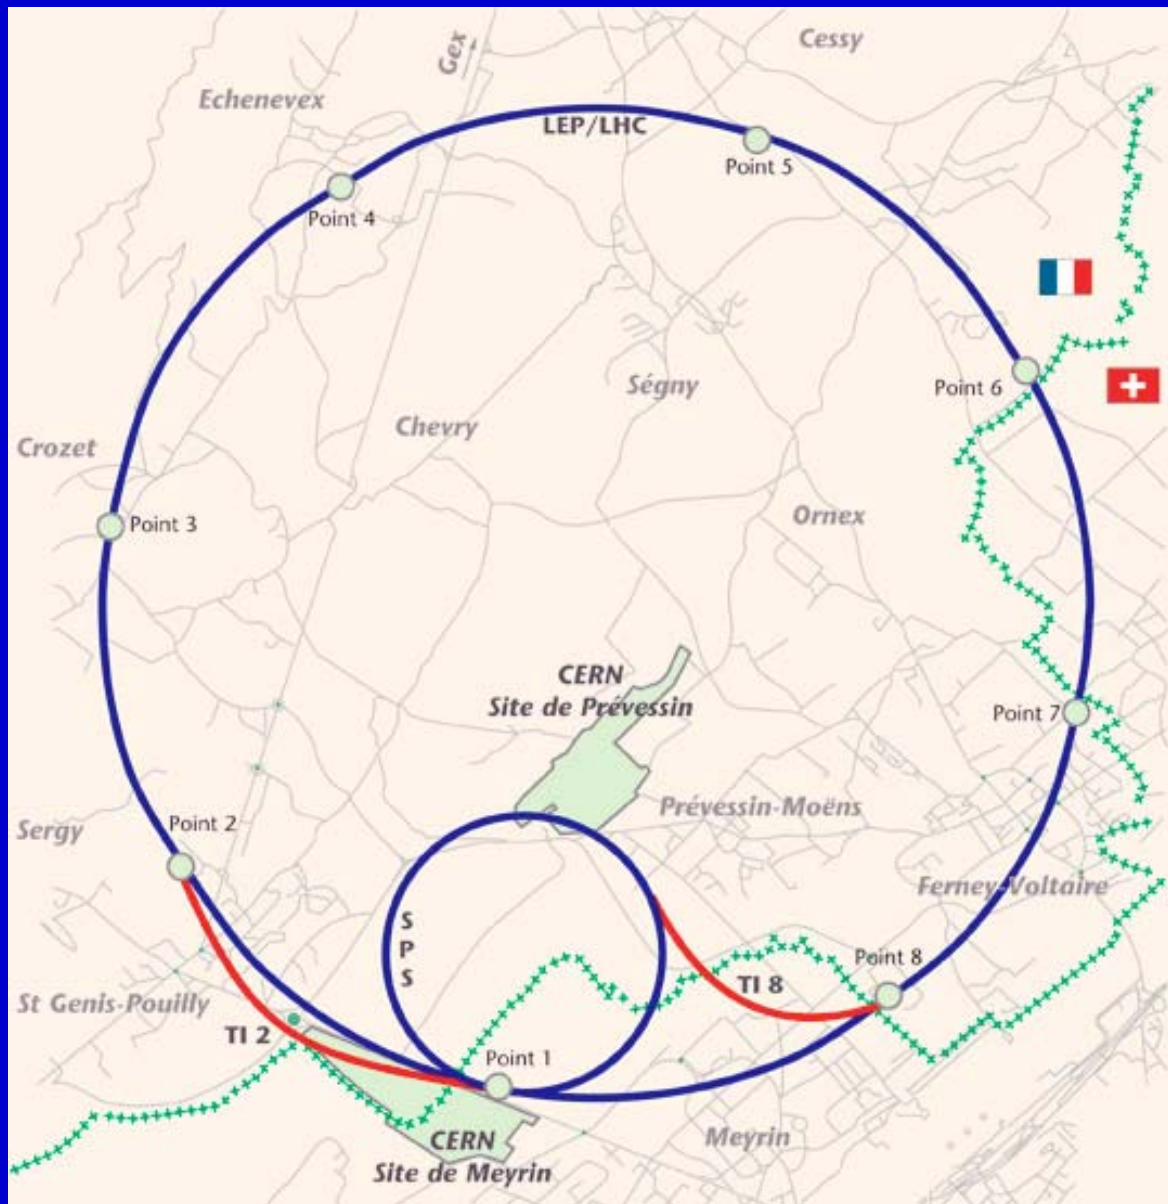 Cessy
Gex
Echenevex
LEP/LHC
Point 5
Point 4
Ségny
Point 6
Chevry
Crozet
Ornex
Point 3
CERN
Site de Prévessin
Point 7
Prévessin-Moëns
Point 2
Sergy
Ferney-Voltaire
S
P
S
Point 8
TI 8
St Genis-Pouilly
TI 2
Point 1
Meyrin
CERN
Site de Meyrin